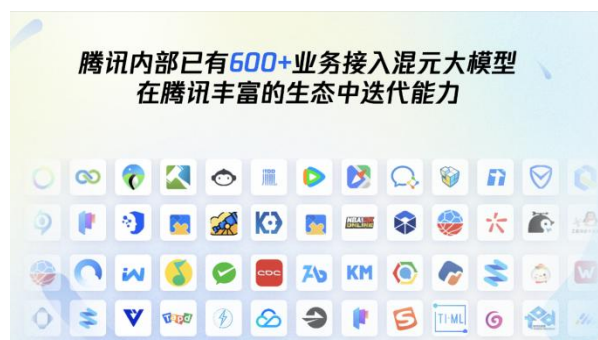 腾讯内部已有600+业务接入混元大模型
在腾讯丰富的生态中迭代能力
NBA2K
ONLINE
KM
W
Tapd
TI·ML